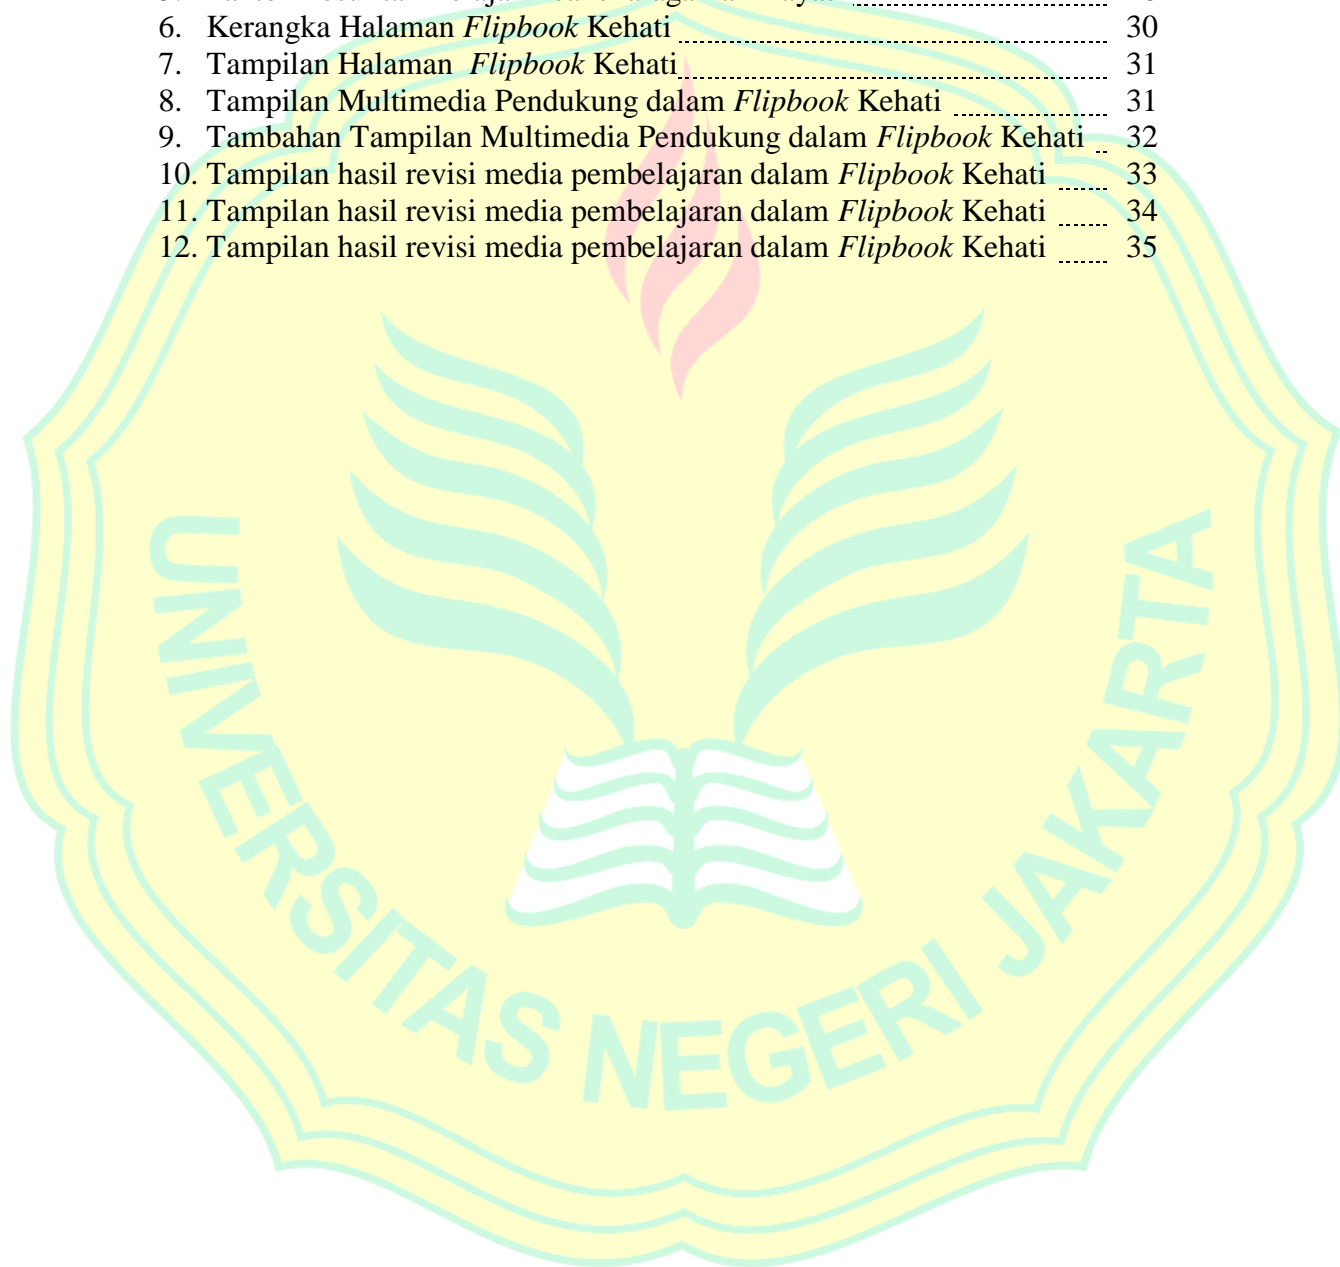 6. Kerangka Halaman Flipbook Kehati 30
7. Tampilan Halaman Flipbook Kehati 31
8. Tampilan Multimedia Pendukung dalam Flipbook Kehati 31
9. Tambahan Tampilan Multimedia Pendukung dalam Flipbook Kehati 32
10. Tampilan hasil revisi media pembelajaran dalam Flipbook Kehati 33
11. Tampilan hasil revisi media pembelajaran dalam Flipbook Kehati 34
12. Tampilan hasil revisi media pembelajaran dalam Flipbook Kehati 35
UNIVERSITAS NEGERI JAKARTA